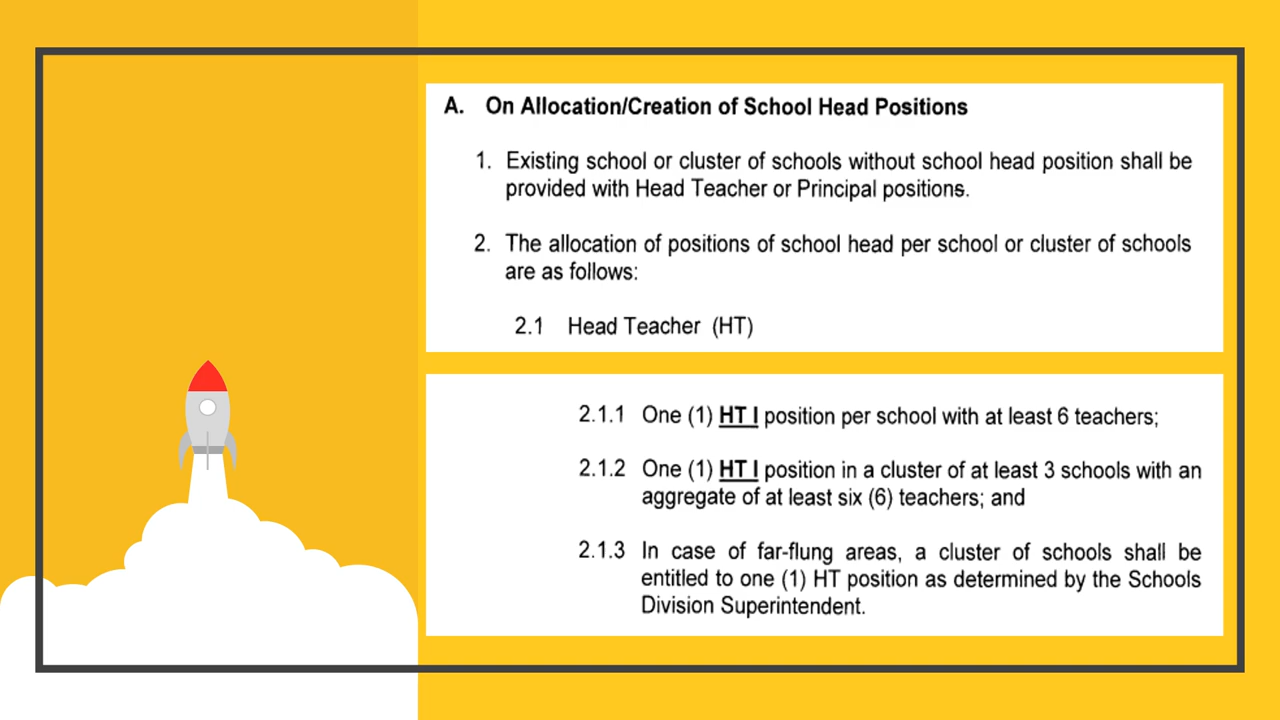 A. On Allocation/Creation of School Head Positions
1. Existing school or cluster of schools without school head position shall be
provided with Head Teacher or Principal positions.
2. The allocation of positions of school head per school or cluster of schools
are as follows:
2.1 Head Teacher (HT)
2.1.1 One (1) HT I position per school with at least 6 teachers;
2.1.2 One (1) HT I position in a cluster of at least 3 schools with an
aggregate of at least six (6) teachers; and
2.1.3 In case of far-flung areas, a cluster of schools shall be
entitled to one (1) HT position as determined by the Schools
Division Superintendent.